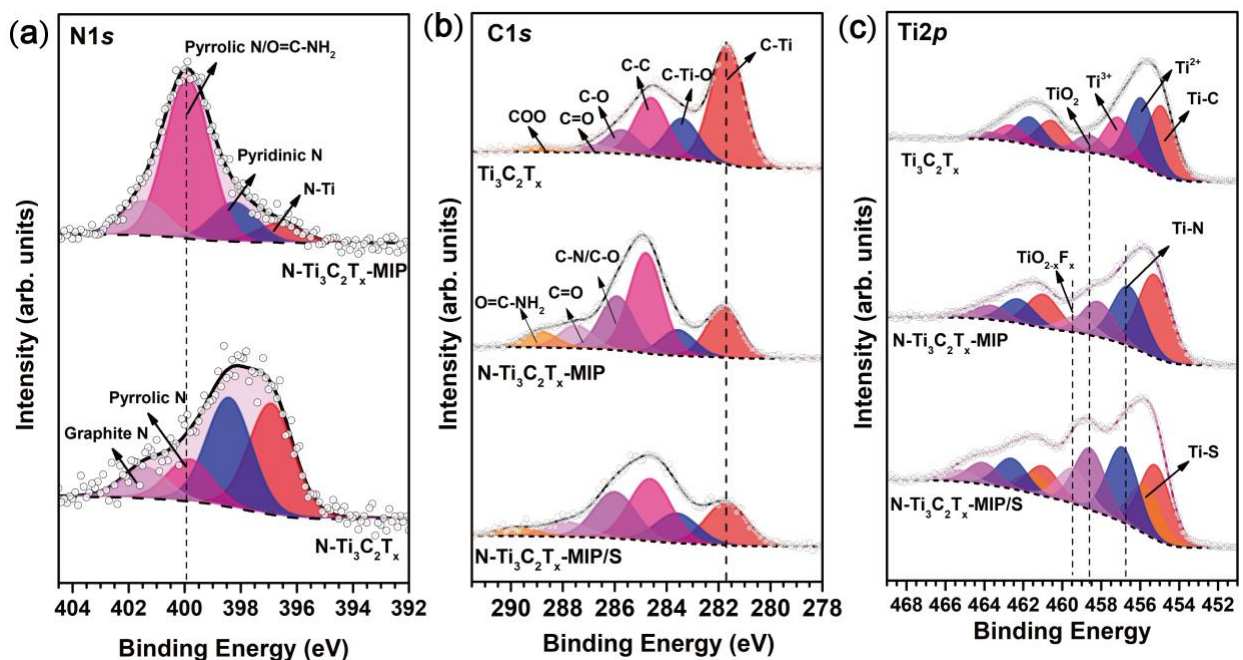 (a)
N1s
Pyrrolic N/O=C-NH₂
Pyridinic N
N-Ti
N-Ti₃C₂Tₓ-MIP
Pyrrolic N
Graphite N
N-Ti₃C₂Tₓ
Intensity (arb. units)
404 402 400 398 396 394 392
Binding Energy (eV)
(b)
C1s
C-Ti
C-Ti-O
C-C
C-O
C=O
COO
Ti₃C₂Tₓ
C-N/C-O
C=O
O=C-NH₂
N-Ti₃C₂Tₓ-MIP
N-Ti₃C₂Tₓ-MIP/S
Intensity (arb. units)
290 288 286 284 282 280 278
Binding Energy (eV)
(c)
Ti2p
Ti²⁺
Ti³⁺
TiO₂
Ti-C
Ti₃C₂Tₓ
Ti-N
TiO₂₋ₓFₓ
N-Ti₃C₂Tₓ-MIP
Ti-S
N-Ti₃C₂Tₓ-MIP/S
Intensity (arb. units)
468 466 464 462 460 458 456 454 452
Binding Energy